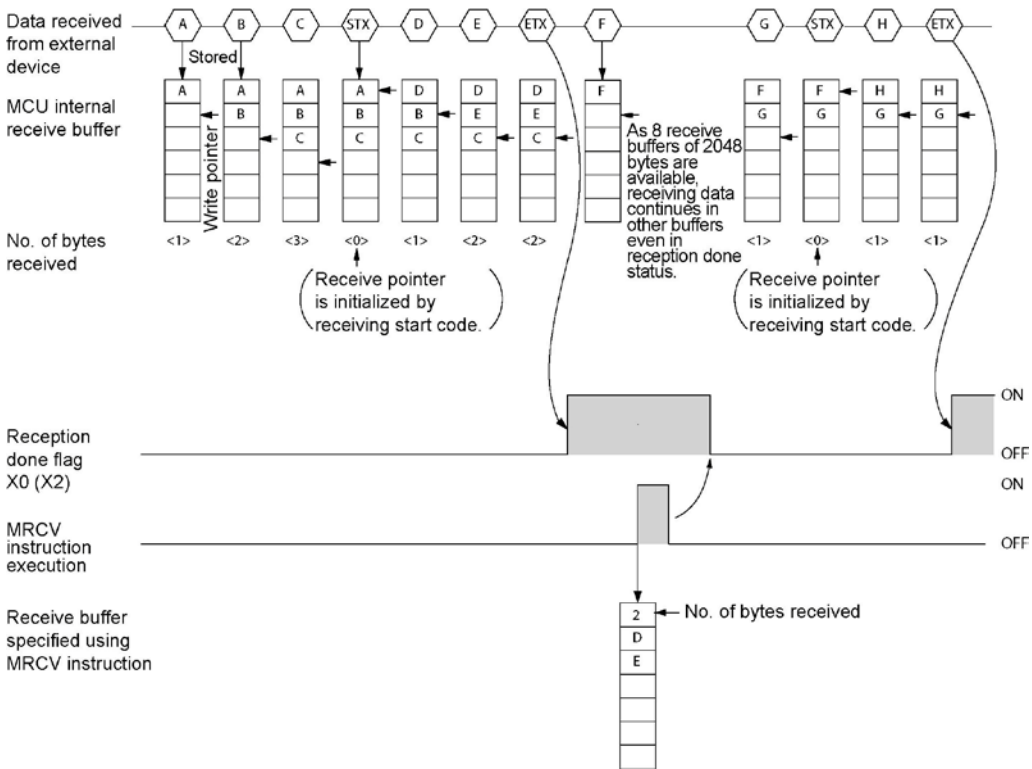 Data received
from external
device
A B C STX D E ETX F G STX H ETX
Stored
MCU internal
receive buffer
Write pointer
A A A A D D D F F F H H
B B B B E E G G G
C C C C C
As 8 receive
buffers of 2048
bytes are
available,
receiving data
continues in
other buffers
even in
reception done
status.
No. of bytes
received
<1> <2> <3> <0> <1> <2> <2> <1> <0> <1> <1>
(Receive pointer
is initialized by
receiving start code.)
(Receive pointer
is initialized by
receiving start code.)
Reception
done flag
X0 (X2)
ON
OFF
MRCV
instruction
execution
ON
OFF
Receive buffer
specified using
MRCV instruction
2
D
E
No. of bytes received